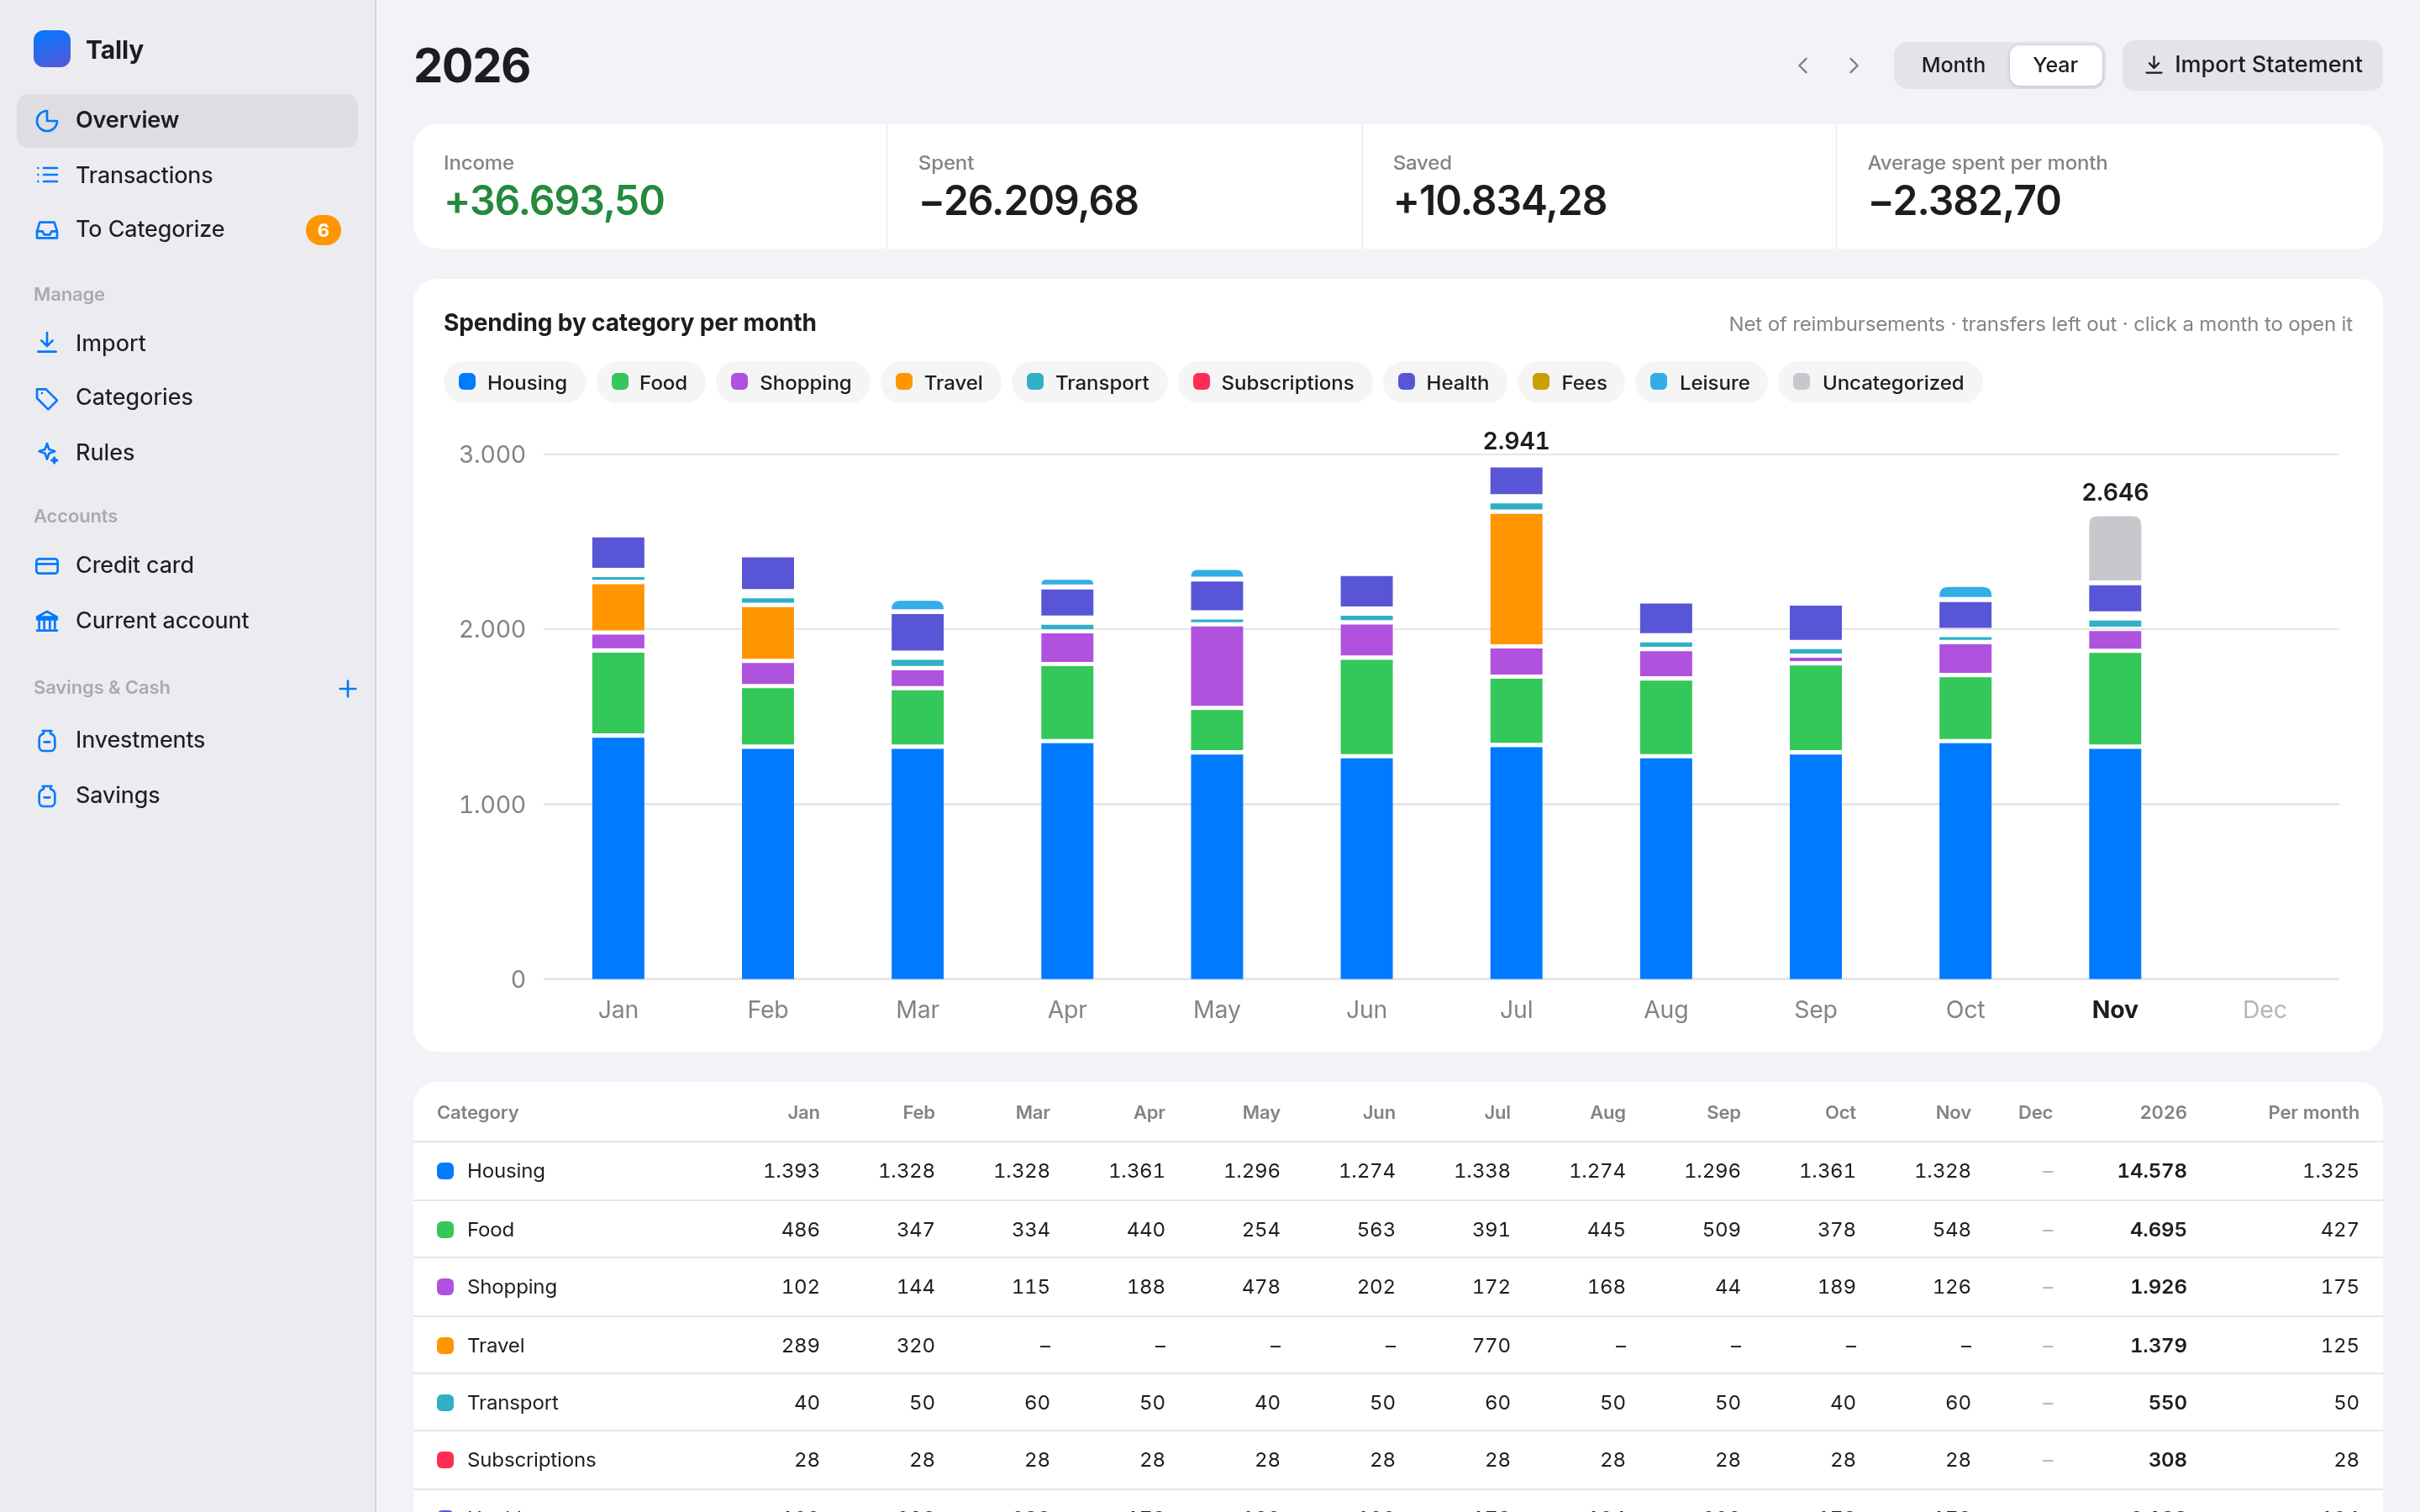 Tally
Overview
Transactions
To Categorize 6
Manage
Import
Categories
Rules
Accounts
Credit card
Current account
Savings & Cash
Investments
Savings
2026
Month Year Import Statement
Income Spent Saved Average spent per month
+36.693,50 −26.209,68 +10.834,28 −2.382,70
Spending by category per month Net of reimbursements · transfers left out · click a month to open it
Housing Food Shopping Travel Transport Subscriptions Health Fees Leisure Uncategorized
2.941
3.000
2.646
2.000
1.000
0
Jan Feb Mar Apr May Jun Jul Aug Sep Oct Nov Dec
Category Jan Feb Mar Apr May Jun Jul Aug Sep Oct Nov Dec 2026 Per month
Housing 1.393 1.328 1.328 1.361 1.296 1.274 1.338 1.274 1.296 1.361 1.328 – 14.578 1.325
Food 486 347 334 440 254 563 391 445 509 378 548 – 4.695 427
Shopping 102 144 115 188 478 202 172 168 44 189 126 – 1.926 175
Travel 289 320 – – – – 770 – – – – – 1.379 125
Transport 40 50 60 50 40 50 60 50 50 40 60 – 550 50
Subscriptions 28 28 28 28 28 28 28 28 28 28 28 – 308 28